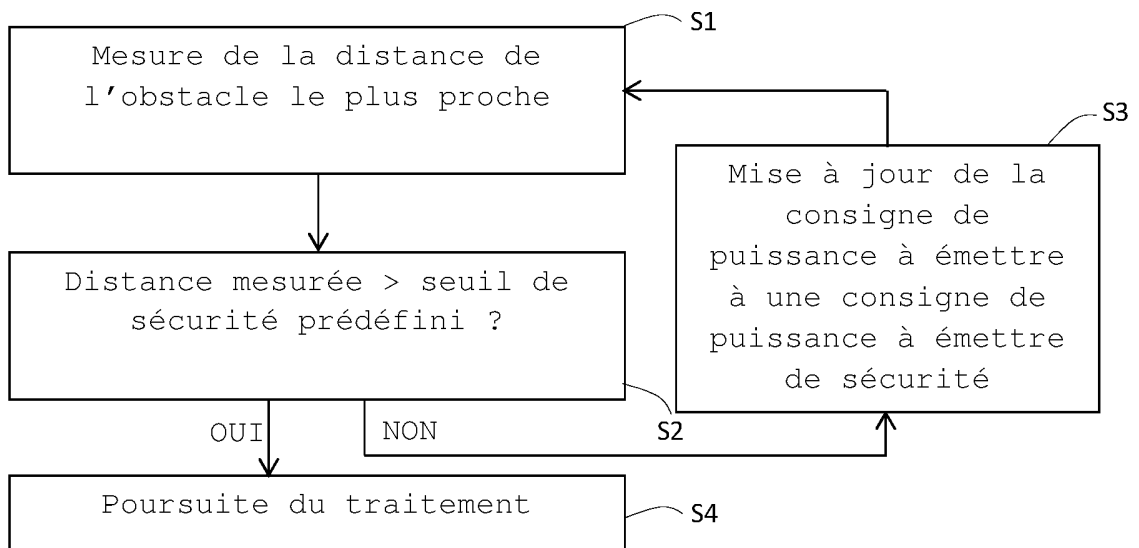 S1
Mesure de la distance de
l'obstacle le plus proche
S3
Mise à jour de la
consigne de
puissance à émettre
à une consigne de
puissance à émettre
de sécurité
Distance mesurée > seuil de
sécurité prédéfini ?
S2
OUI
NON
Poursuite du traitement
S4